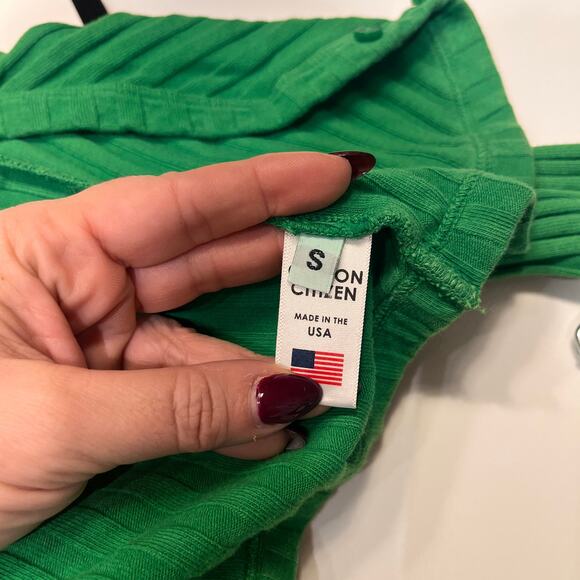 S
ON
CITIZEN
MADE IN THE
USA